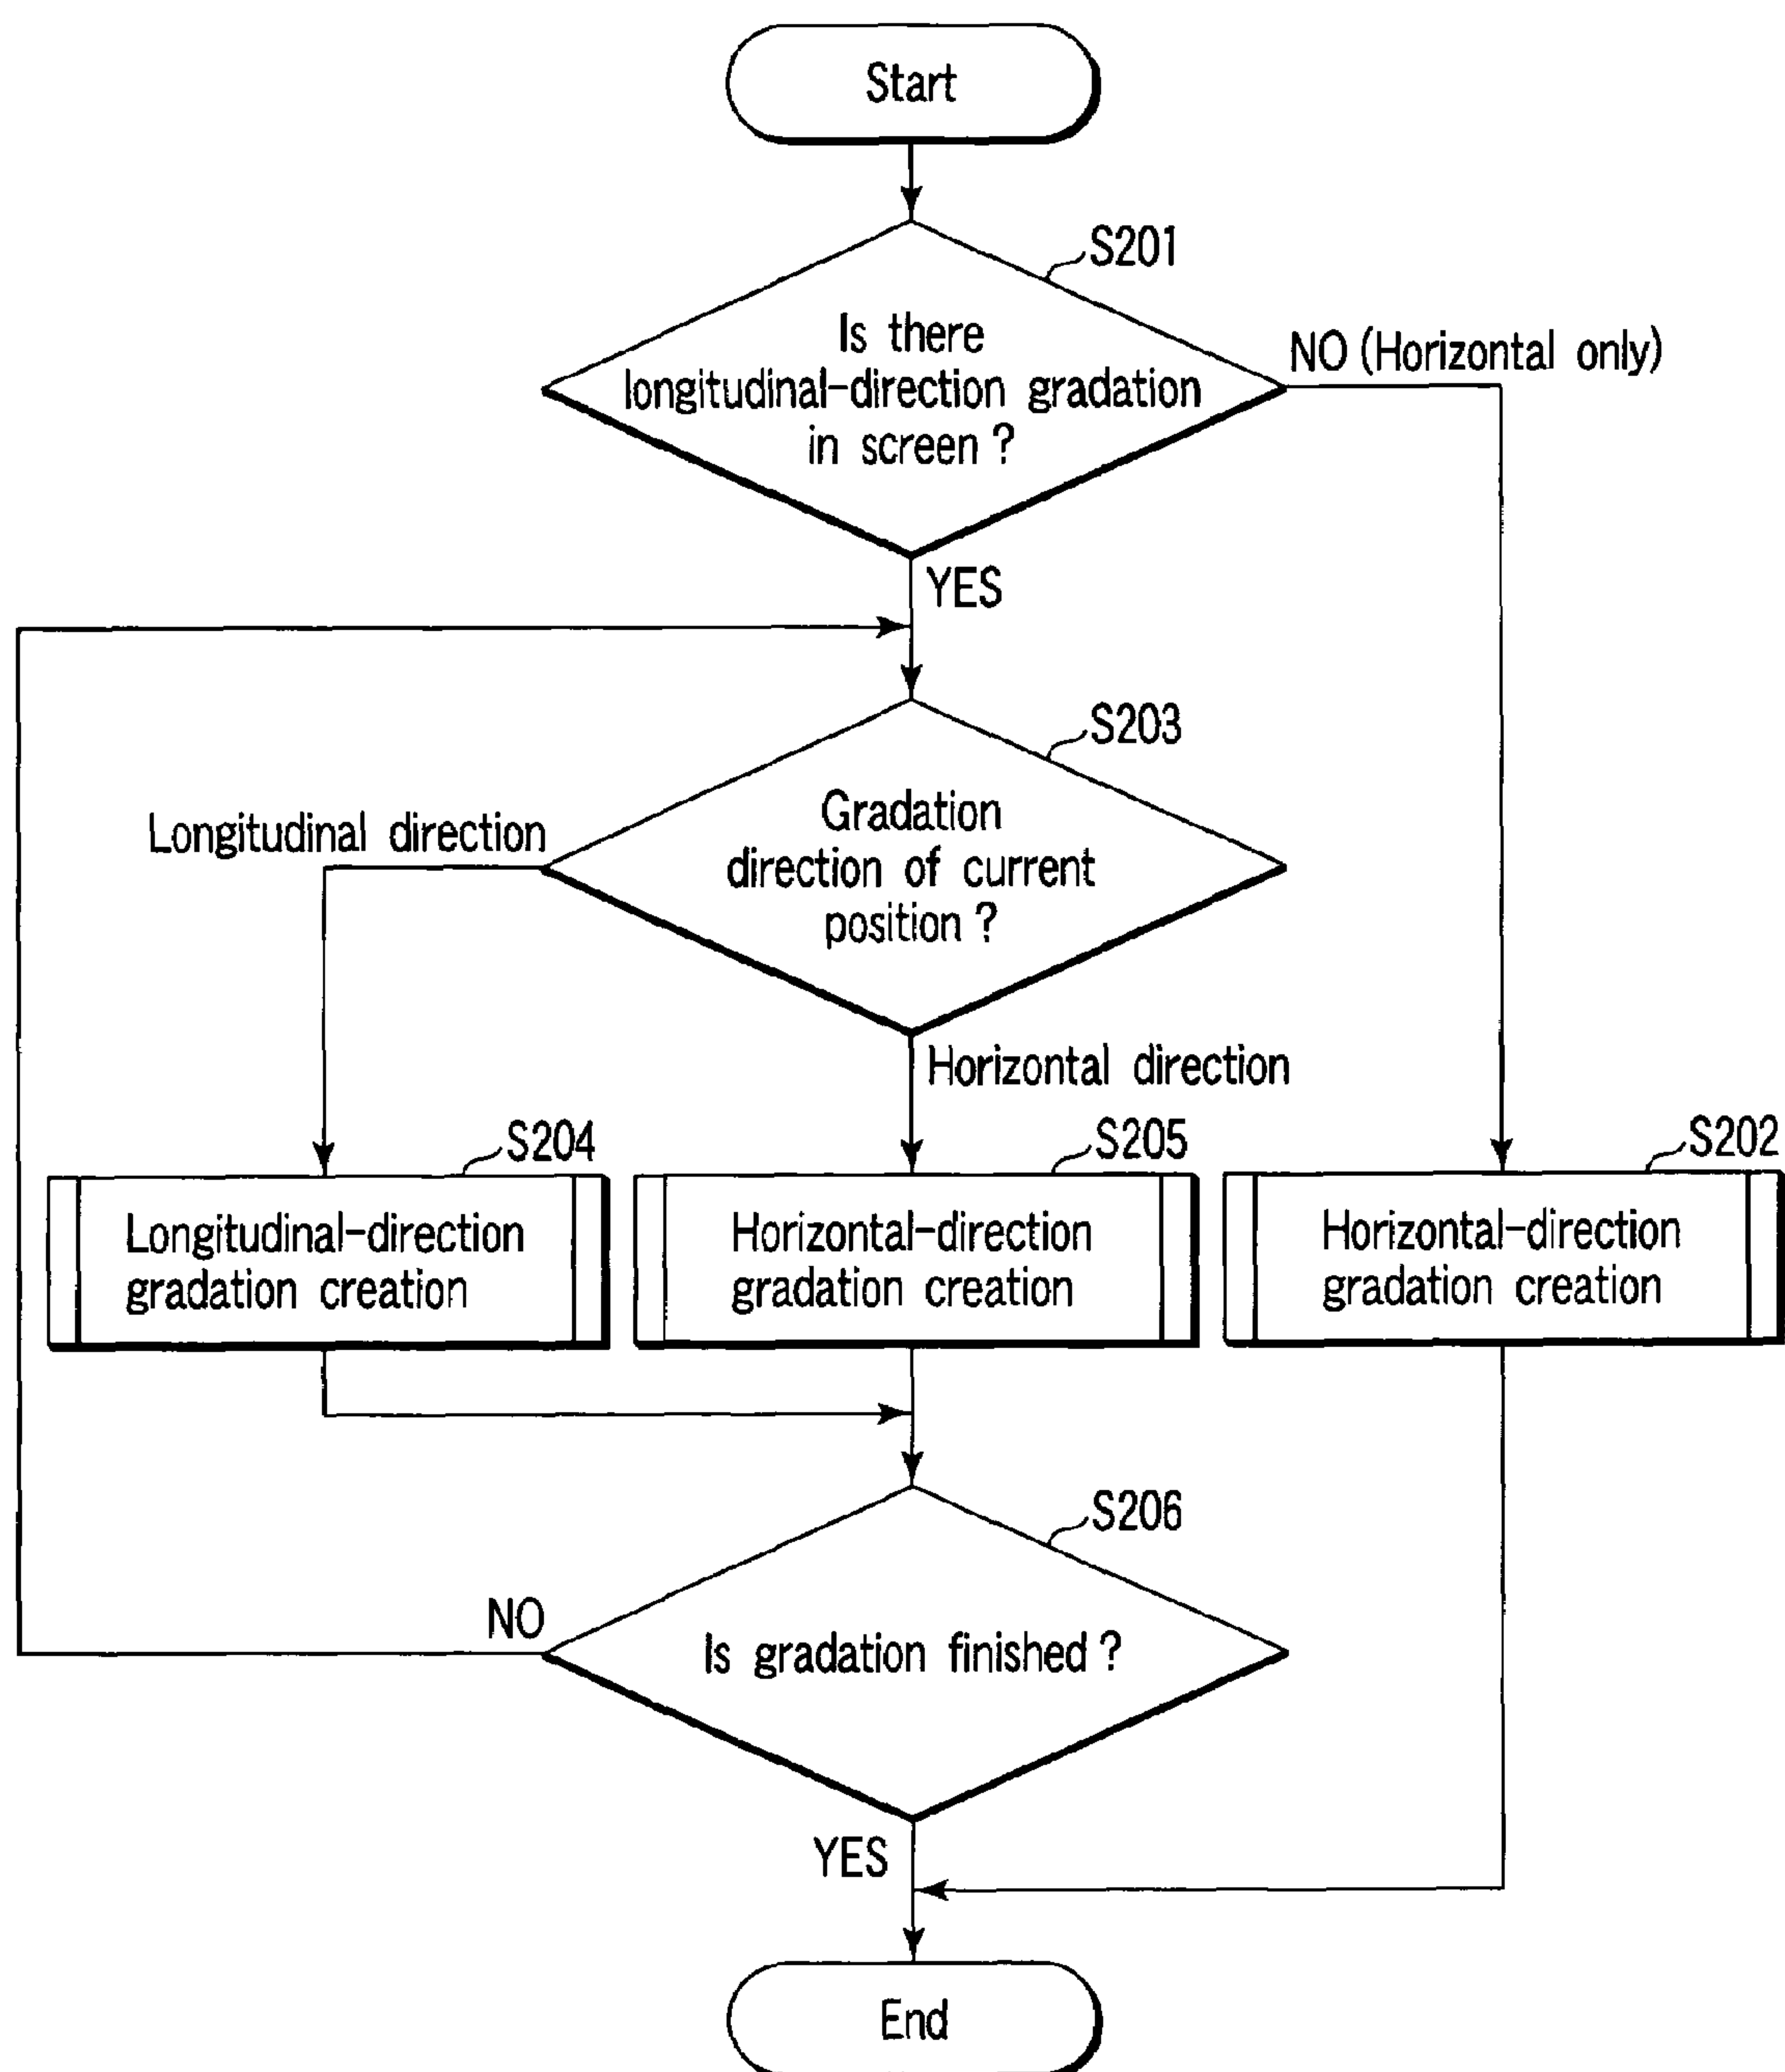 Start
S201
Is there
longitudinal-direction gradation
in screen ?
NO (Horizontal only)
YES
S203
Gradation
direction of current
position ?
Longitudinal direction
Horizontal direction
S204
S205
S202
Longitudinal-direction
gradation creation
Horizontal-direction
gradation creation
Horizontal-direction
gradation creation
S206
NO
Is gradation finished ?
YES
End